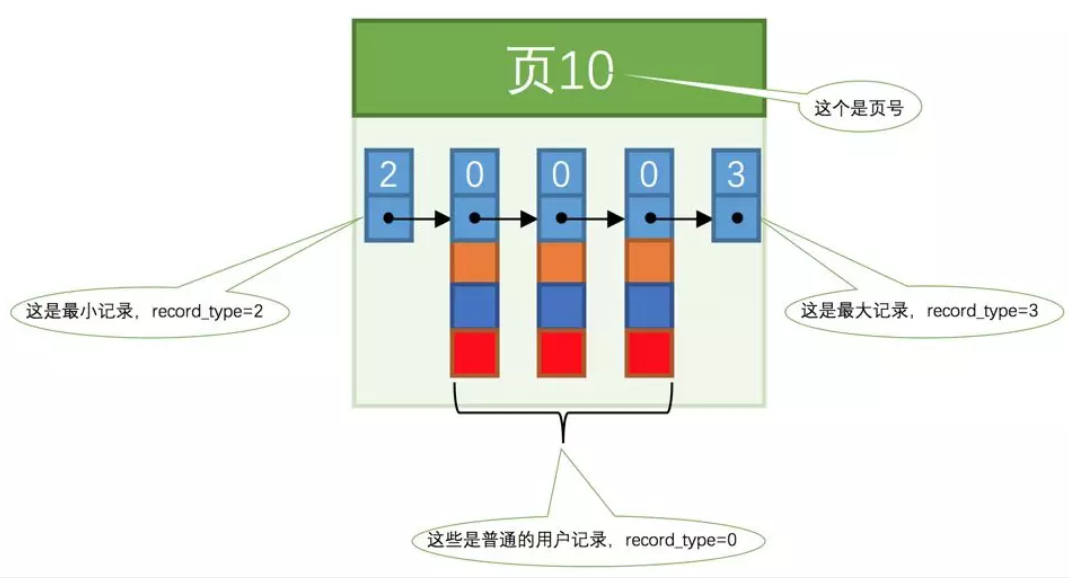 页10
这个是页号
2 0 0 0 3
这是最小记录，record_type=2
这是最大记录，record_type=3
这些是普通的用户记录，record_type=0